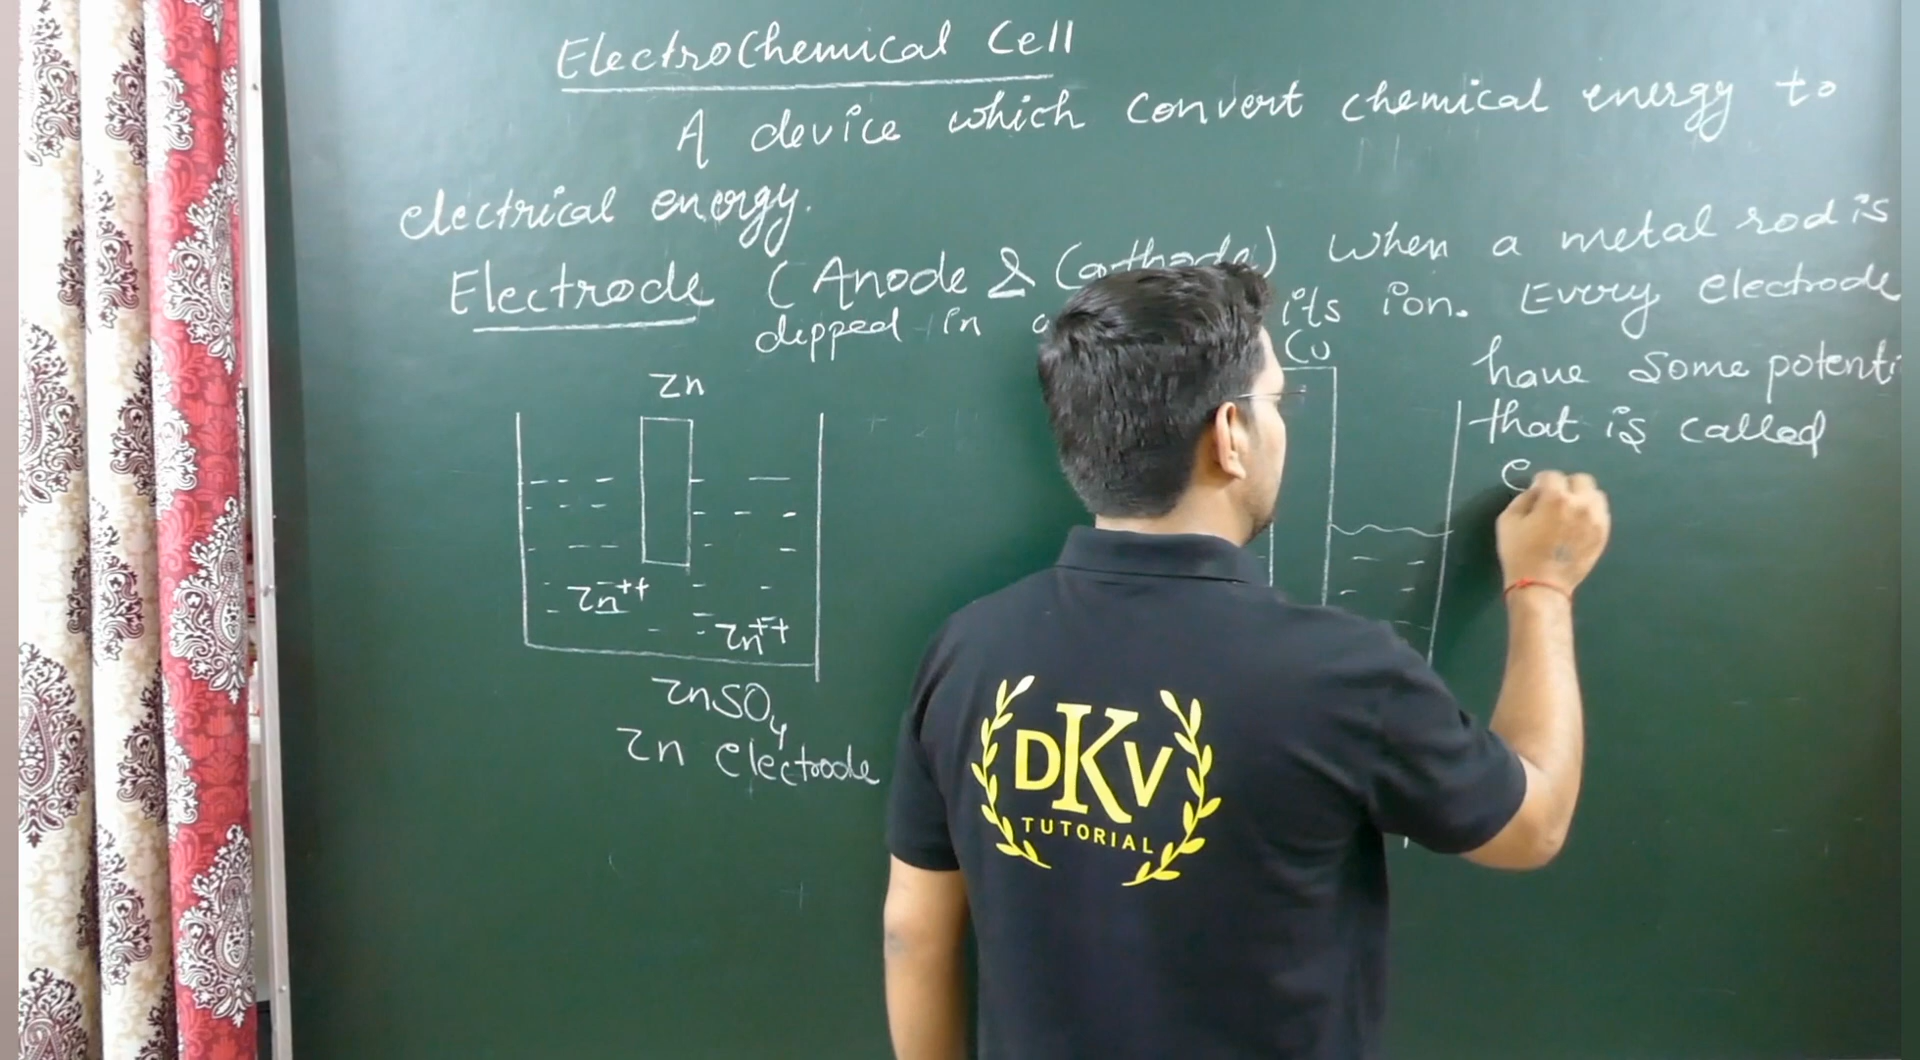 Electrochemical Cell
A device which convert chemical energy to
electrical energy.
Electrode (Anode & Cathode) When a metal rod is
dipped in its ion. Every electrode
have some potenti
that is called
e
Zn
Cu
Zn++
Zn++
ZnSO4
Zn electrode
DKV
TUTORIAL